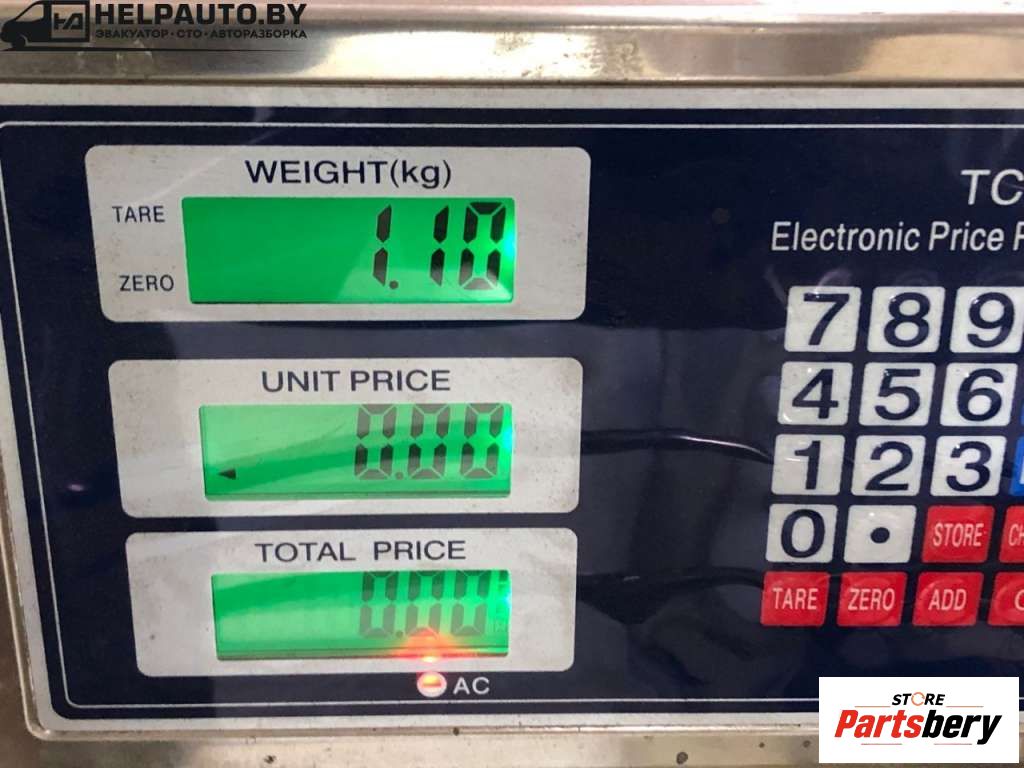 HELPAUTO.BY
ЭВАКУАТОР · СТО · АВТОРАЗБОРКА
WEIGHT(kg)
TARE
ZERO
1.10
TC
Electronic Price
UNIT PRICE
0.00
TOTAL PRICE
0.00
AC
7 8 9
4 5 6
1 2 3
0 . STORE
TARE ZERO ADD
STORE
Partsbery